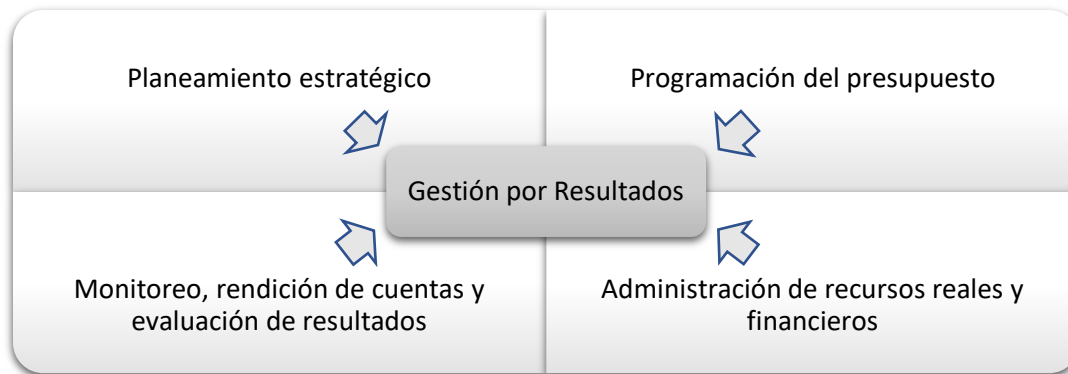 Planeamiento estratégico
Programación del presupuesto
Gestión por Resultados
Monitoreo, rendición de cuentas y
evaluación de resultados
Administración de recursos reales y
financieros